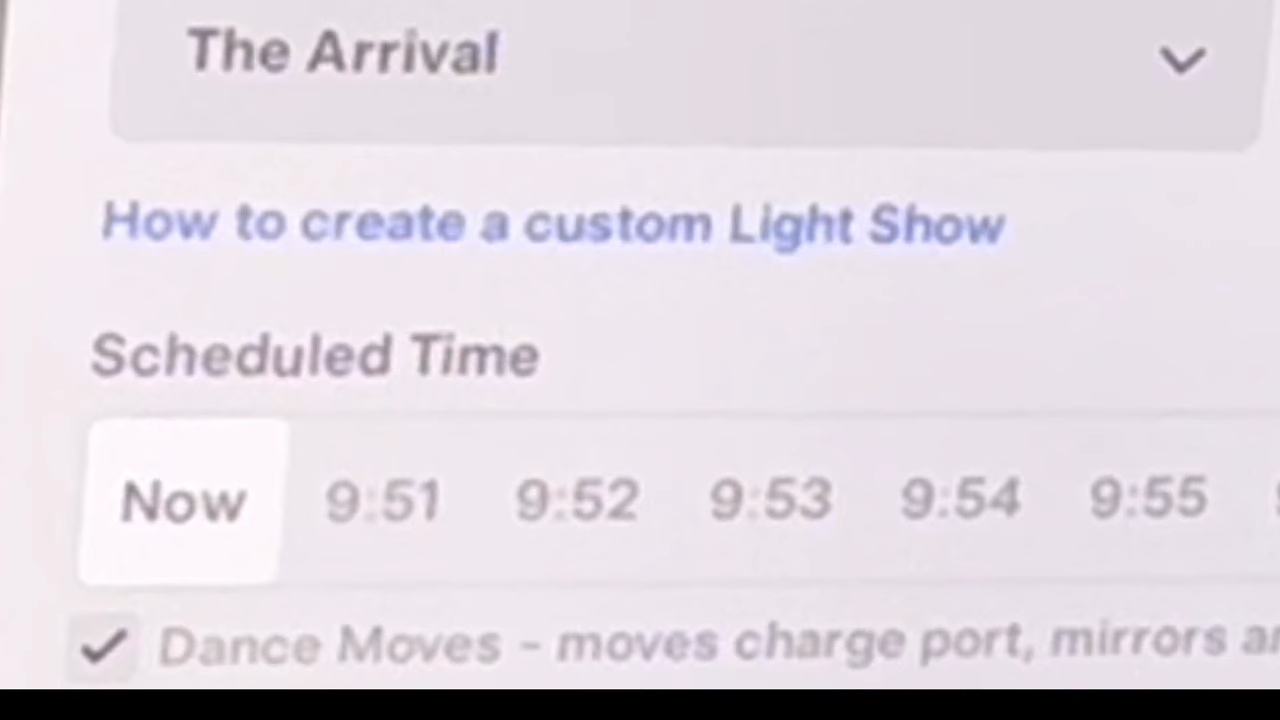 The Arrival
How to create a custom Light Show
Scheduled Time
Now 9:51 9:52 9:53 9:54 9:55
Dance Moves - moves charge port, mirrors